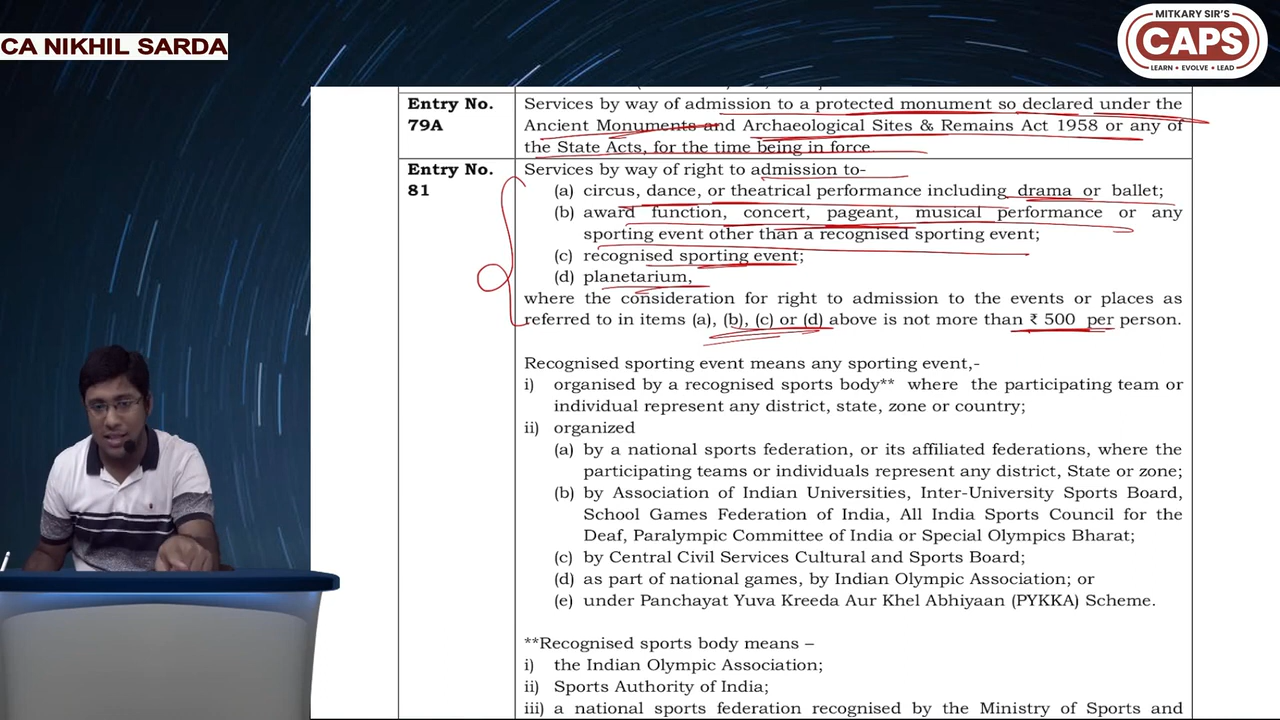 CA NIKHIL SARDA
MITKARY SIR'S
CAPS
LEARN • EVOLVE • LEAD
Entry No. 79A
Services by way of admission to a protected monument so declared under the
Ancient Monuments and Archaeological Sites & Remains Act 1958 or any of
the State Acts, for the time being in force.
Entry No. 81
Services by way of right to admission to-
(a) circus, dance, or theatrical performance including drama or ballet;
(b) award function, concert, pageant, musical performance or any
sporting event other than a recognised sporting event;
(c) recognised sporting event;
(d) planetarium,
where the consideration for right to admission to the events or places as
referred to in items (a), (b), (c) or (d) above is not more than ₹ 500 per person.
Recognised sporting event means any sporting event,-
i) organised by a recognised sports body** where the participating team or
individual represent any district, state, zone or country;
ii) organized
(a) by a national sports federation, or its affiliated federations, where the
participating teams or individuals represent any district, State or zone;
(b) by Association of Indian Universities, Inter-University Sports Board,
School Games Federation of India, All India Sports Council for the
Deaf, Paralympic Committee of India or Special Olympics Bharat;
(c) by Central Civil Services Cultural and Sports Board;
(d) as part of national games, by Indian Olympic Association; or
(e) under Panchayat Yuva Kreeda Aur Khel Abhiyaan (PYKKA) Scheme.
**Recognised sports body means –
i) the Indian Olympic Association;
ii) Sports Authority of India;
iii) a national sports federation recognised by the Ministry of Sports and